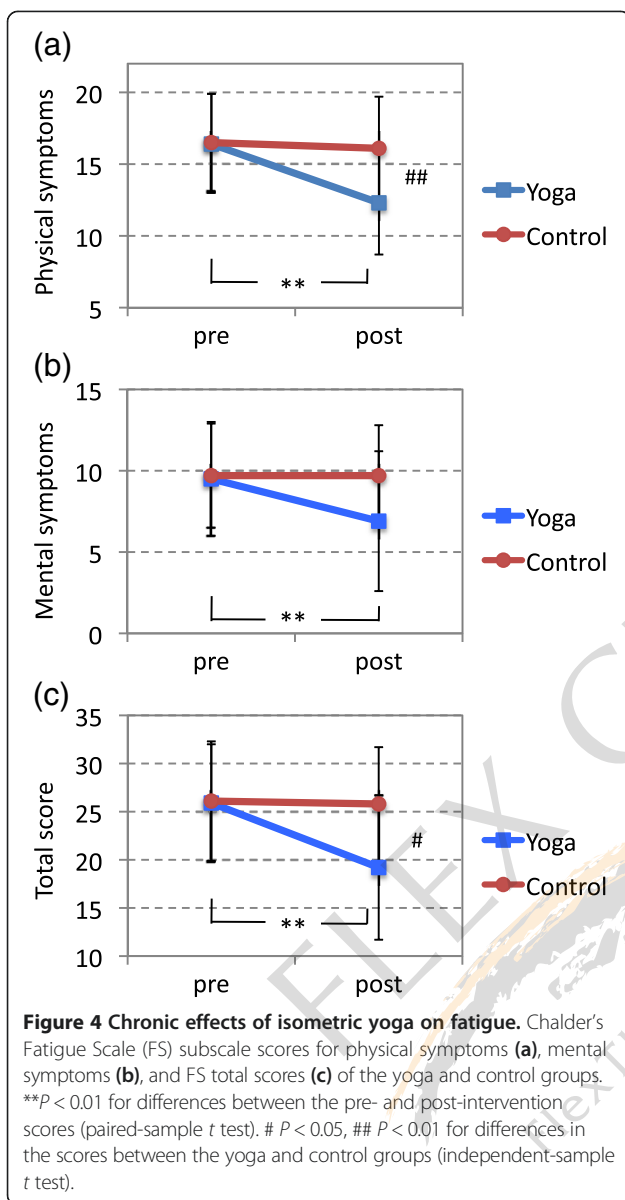 (a)
Physical symptoms
20
15
10
5
##
**
pre
post
Yoga
Control
(b)
Mental symptoms
15
10
5
0
**
pre
post
Yoga
Control
(c)
Total score
35
30
25
20
15
10
#
**
pre
post
Yoga
Control
Figure 4 Chronic effects of isometric yoga on fatigue. Chalder's
Fatigue Scale (FS) subscale scores for physical symptoms (a), mental
symptoms (b), and FS total scores (c) of the yoga and control groups.
**P < 0.01 for differences between the pre- and post-intervention
scores (paired-sample t test). # P < 0.05, ## P < 0.01 for differences in
the scores between the yoga and control groups (independent-sample
t test).
FLEX